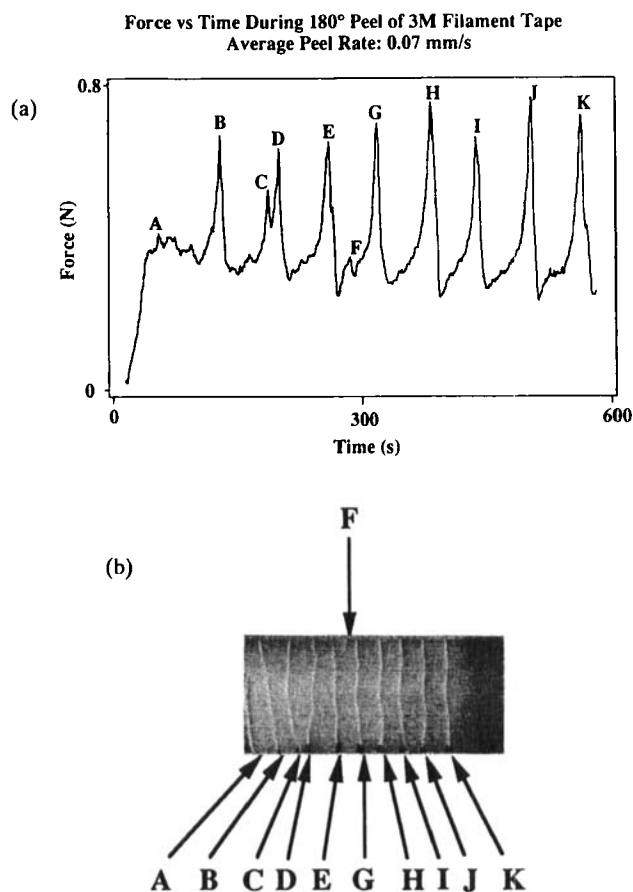 Force vs Time During 180° Peel of 3M Filament Tape
Average Peel Rate: 0.07 mm/s
(a)
0.8
Force (N)
0
A
B
C
D
E
F
G
H
I
J
K
0
300
600
Time (s)
(b)
F
A B C D E G H I J K